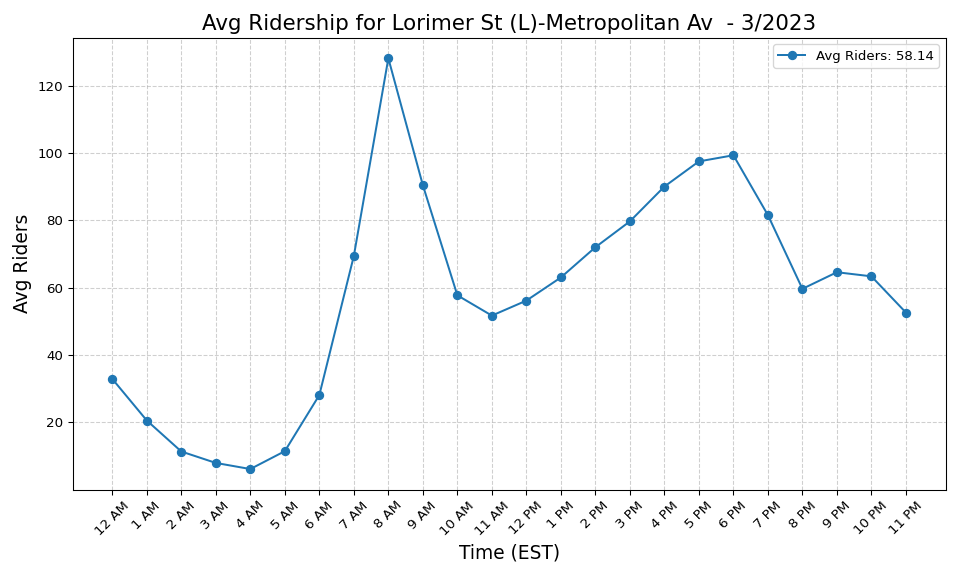 Avg Ridership for Lorimer St (L)-Metropolitan Av  - 3/2023
Avg Riders: 58.14
Avg Riders
120
100
80
60
40
20
12 AM 1 AM 2 AM 3 AM 4 AM 5 AM 6 AM 7 AM 8 AM 9 AM 10 AM 11 AM 12 PM 1 PM 2 PM 3 PM 4 PM 5 PM 6 PM 7 PM 8 PM 9 PM 10 PM 11 PM
Time (EST)